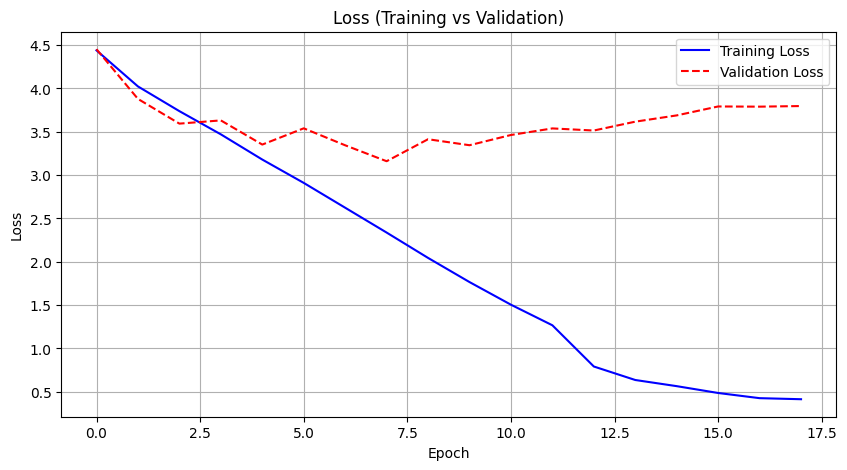 Loss (Training vs Validation)
Training Loss
Validation Loss
4.5
4.0
3.5
3.0
2.5
2.0
1.5
1.0
0.5
Loss
0.0 2.5 5.0 7.5 10.0 12.5 15.0 17.5
Epoch